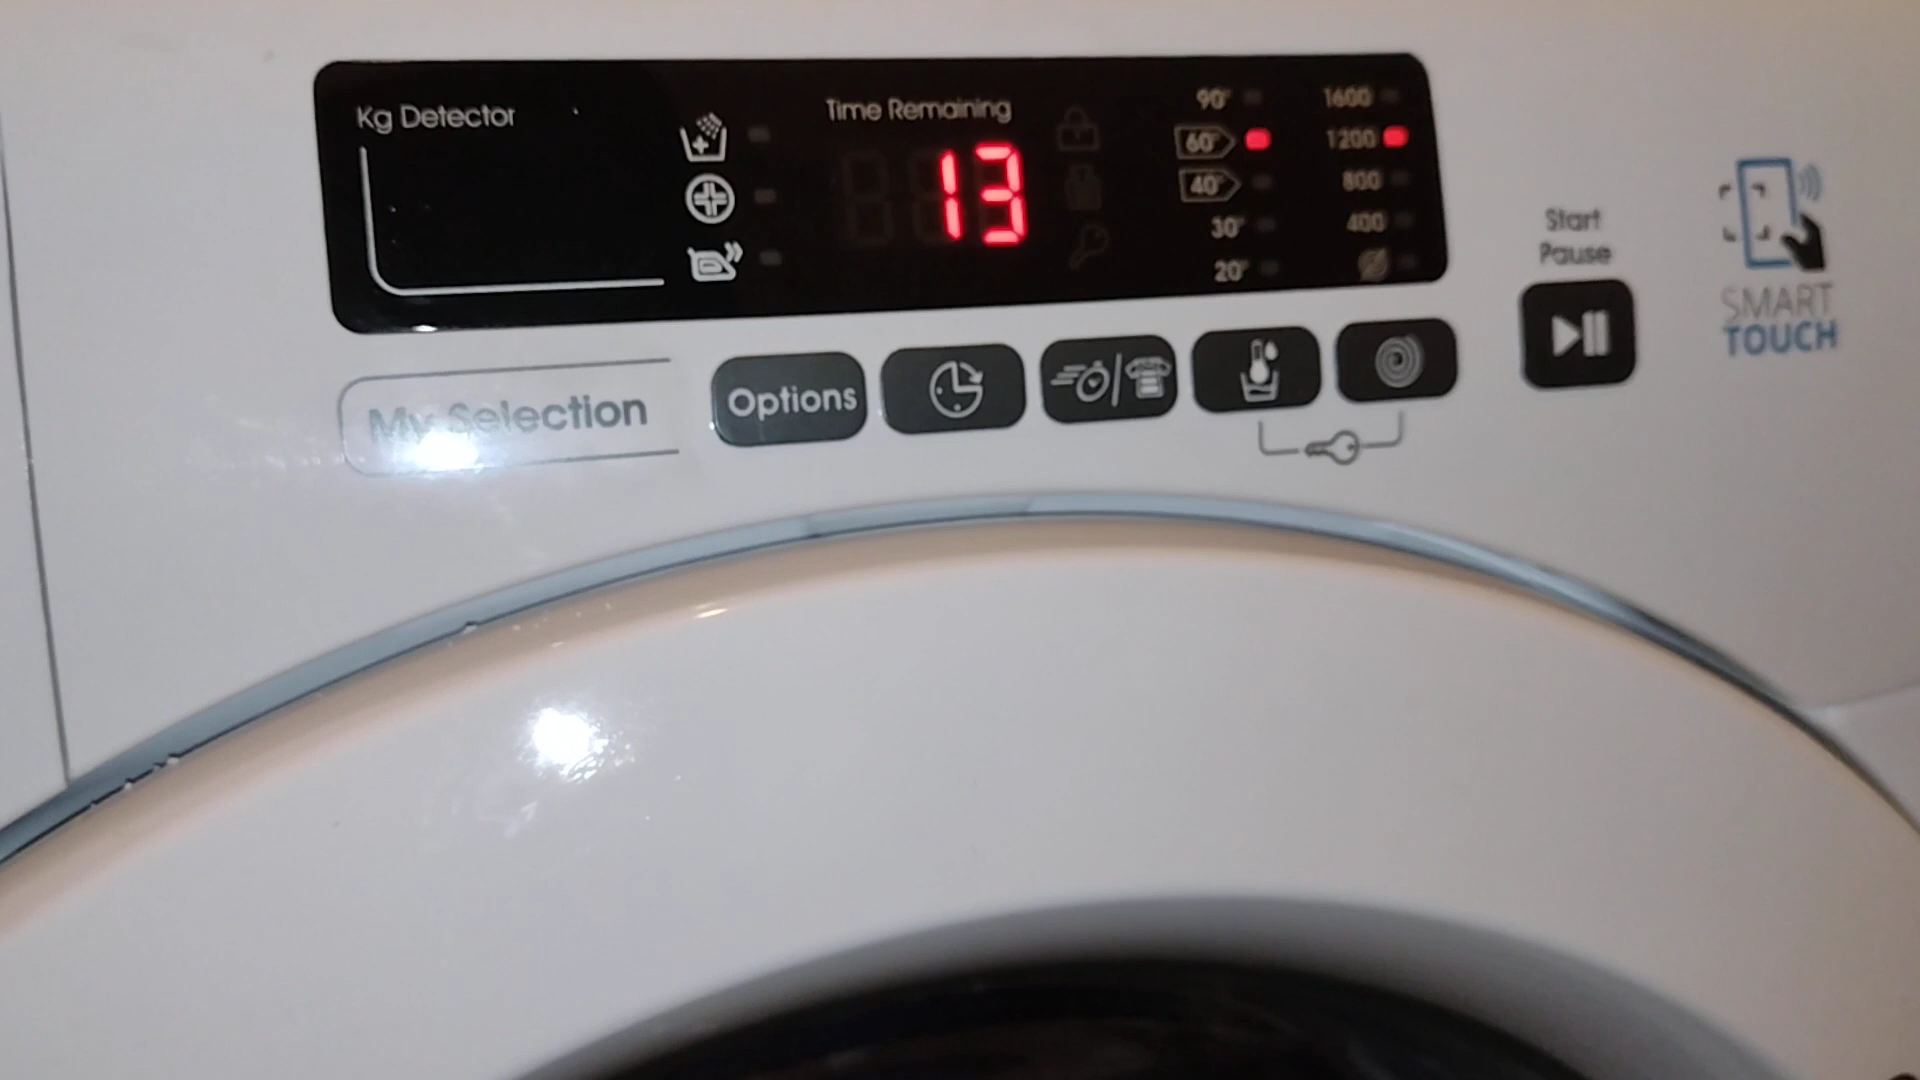 Kg Detector
Time Remaining
13
90°
60°
40°
30°
20°
1600
1200
800
400
Start
Pause
SMART
TOUCH
My Selection
Options